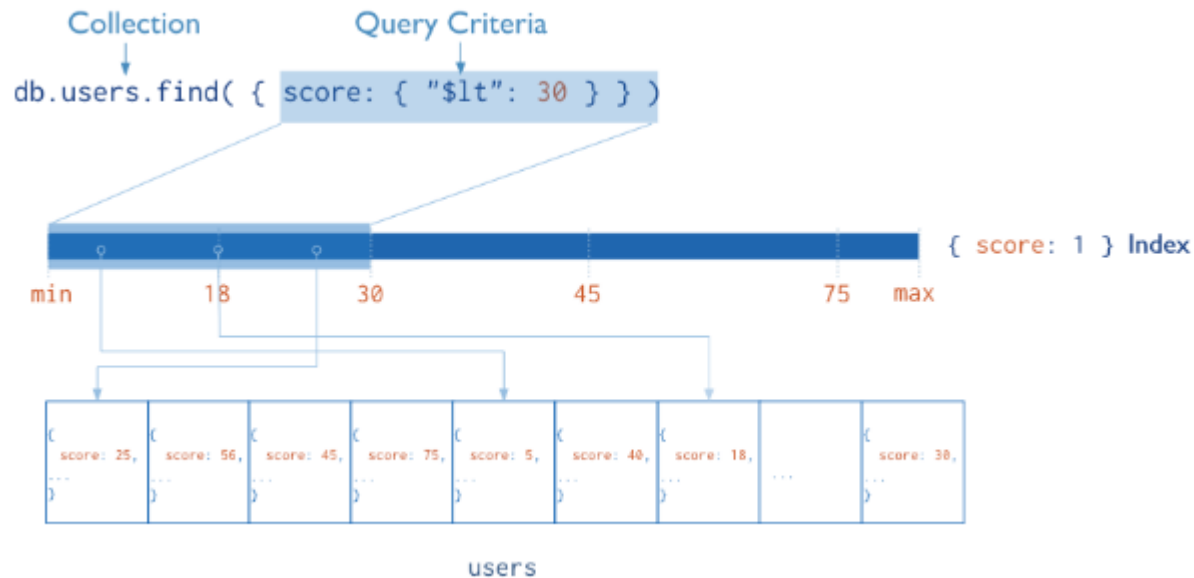 Collection Query Criteria
db.users.find( { score: { "$lt": 30 } } )
{ score: 1 } Index
min 18 30 45 75 max
{ { { { { { { {
score: 25, score: 56, score: 45, score: 75, score: 5, score: 40, score: 18, score: 30,
... ... ... ... ... ... ... ... ...
} } } } } } } }
users